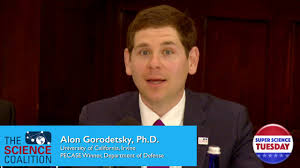 THE
SCIENCE
COALITION
Alon Gorodetsky, Ph.D.
University of California, Irvine
PECASE Winner, Department of Defense
SUPER SCIENCE
TUESDAY